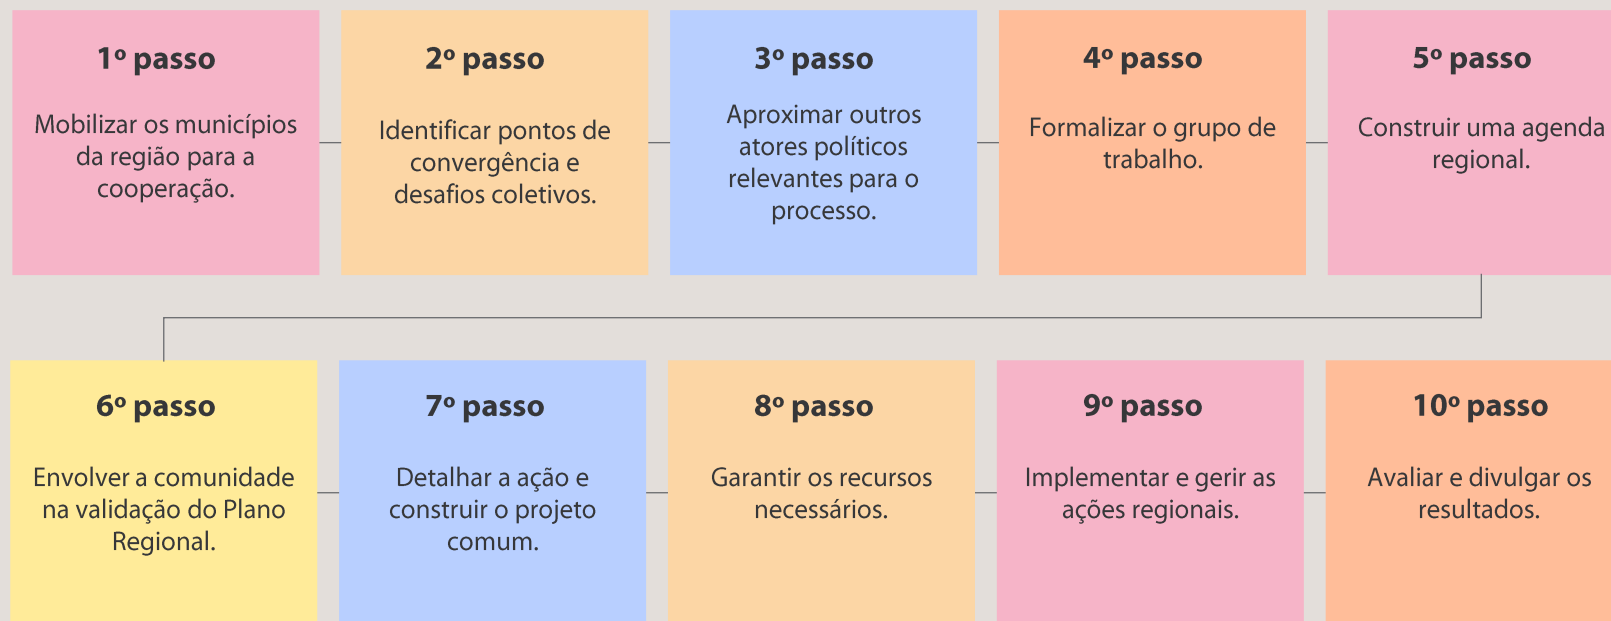 1º passo
Mobilizar os municípios
da região para a
cooperação.
2º passo
Identificar pontos de
convergência e
desafios coletivos.
3º passo
Aproximar outros
atores políticos
relevantes para o
processo.
4º passo
Formalizar o grupo de
trabalho.
5º passo
Construir uma agenda
regional.
6º passo
Envolver a comunidade
na validação do Plano
Regional.
7º passo
Detalhar a ação e
construir o projeto
comum.
8º passo
Garantir os recursos
necessários.
9º passo
Implementar e gerir as
ações regionais.
10º passo
Avaliar e divulgar os
resultados.